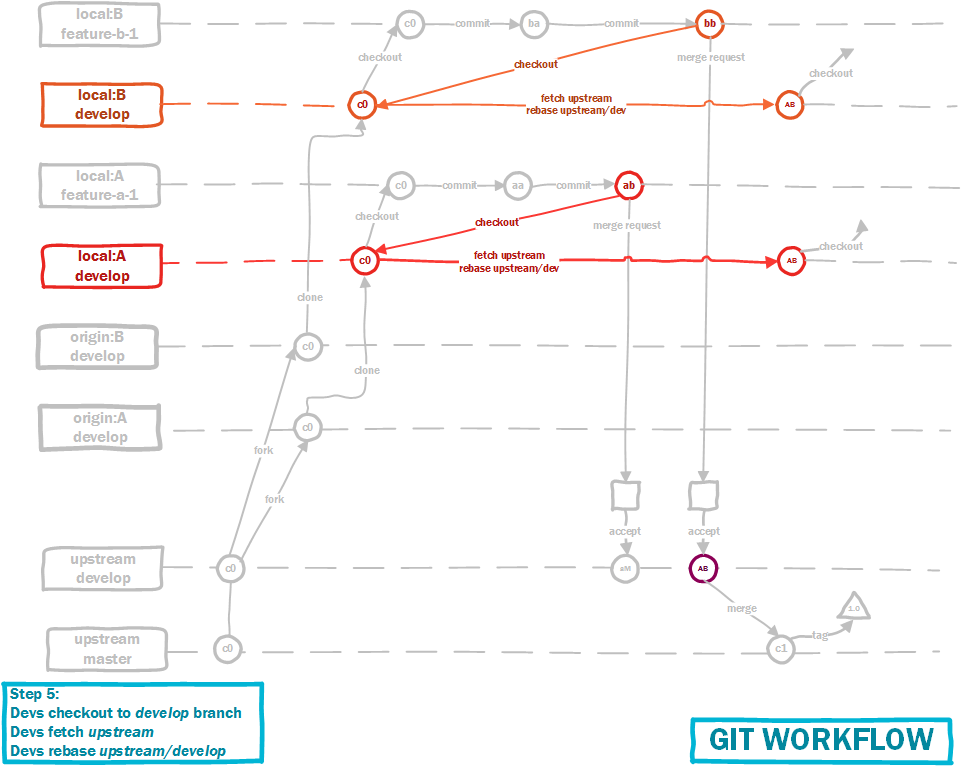 local:B
feature-b-1
c0
commit
ba
commit
bb
checkout
merge request
checkout
checkout
local:B
develop
c0
fetch upstream
rebase upstream/dev
AB
local:A
feature-a-1
c0
commit
aa
commit
ab
checkout
checkout
merge request
checkout
local:A
develop
c0
fetch upstream
rebase upstream/dev
AB
clone
origin:B
develop
c0
clone
origin:A
develop
c0
fork
fork
accept
accept
upstream
develop
c0
aM
AB
merge
1.0
tag
upstream
master
c0
c1
Step 5:
Devs checkout to develop branch
Devs fetch upstream
Devs rebase upstream/develop
GIT WORKFLOW